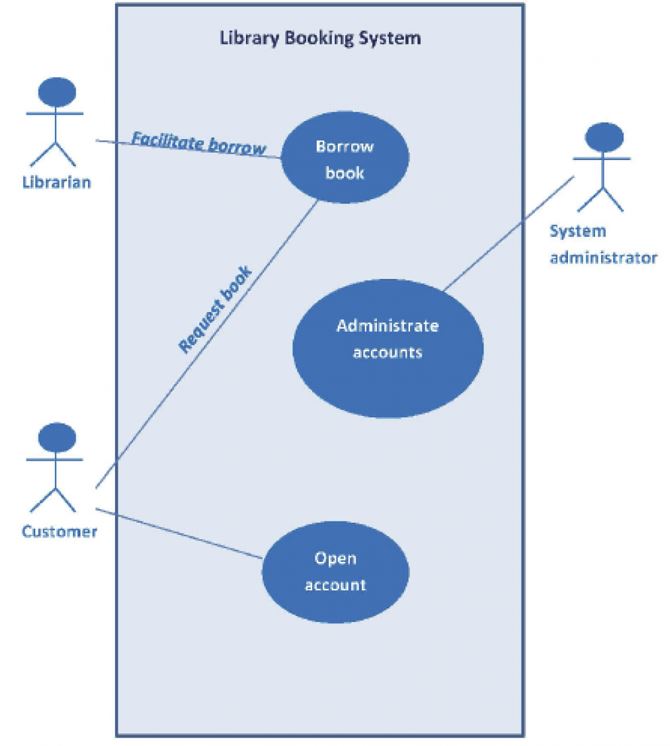 Library Booking System
Librarian
Facilitate borrow
Borrow
book
System
administrator
Request book
Administrate
accounts
Customer
Open
account